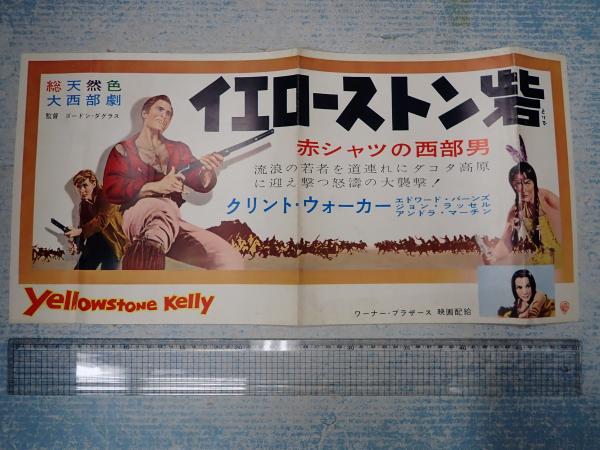 総天然色
大西部劇
監督 ゴードン・ダグラス
イエローストン砦
とりで
赤シャツの西部男
流浪の若者を道連れにダコタ高原
に迎え撃つ怒濤の大襲撃!
クリント・ウォーカー
エドワード・バーンズ
ジョン・ラッセル
アンドラ・マーチン
Yellowstone Kelly
ワーナー・ブラザース 映画配給